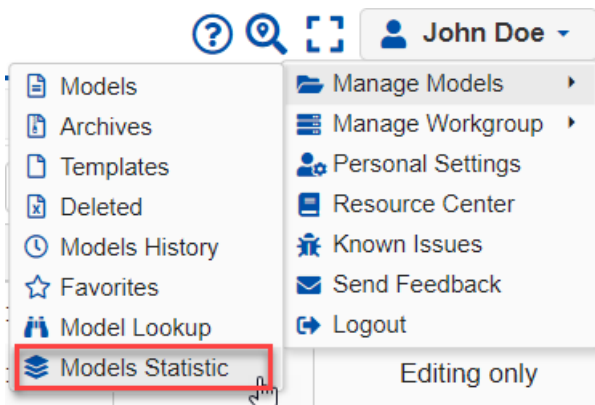 John Doe
Models
Archives
Templates
Deleted
Models History
Favorites
Model Lookup
Models Statistic
Manage Models
Manage Workgroup
Personal Settings
Resource Center
Known Issues
Send Feedback
Logout
Editing only